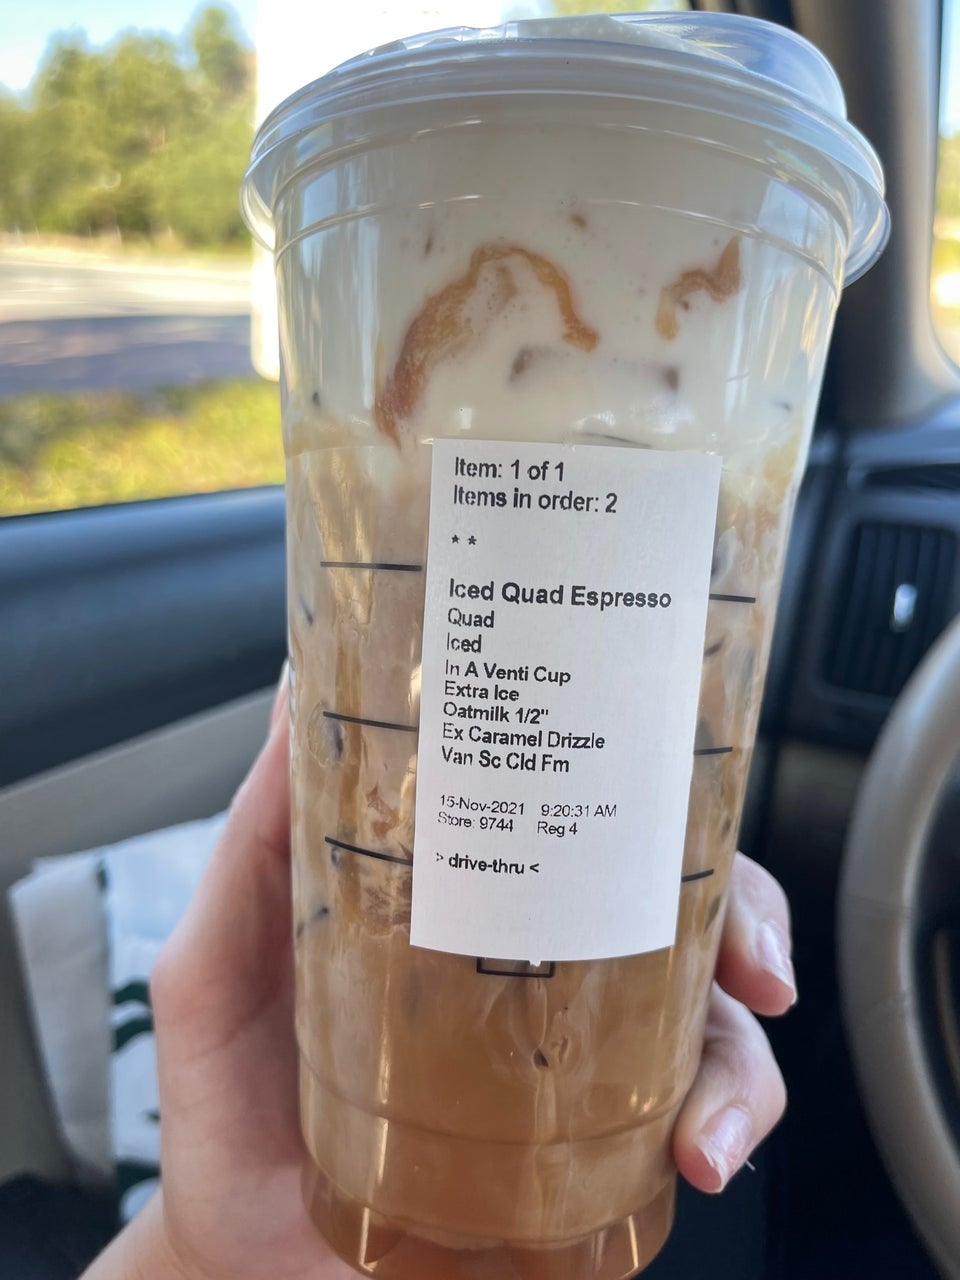 Item: 1 of 1
Items in order: 2
* *
Iced Quad Espresso
Quad
Iced
In A Venti Cup
Extra Ice
Oatmilk 1/2"
Ex Caramel Drizzle
Van Sc Cld Fm
15-Nov-2021 9:20:31 AM
Store: 9744 Reg 4
> drive-thru <